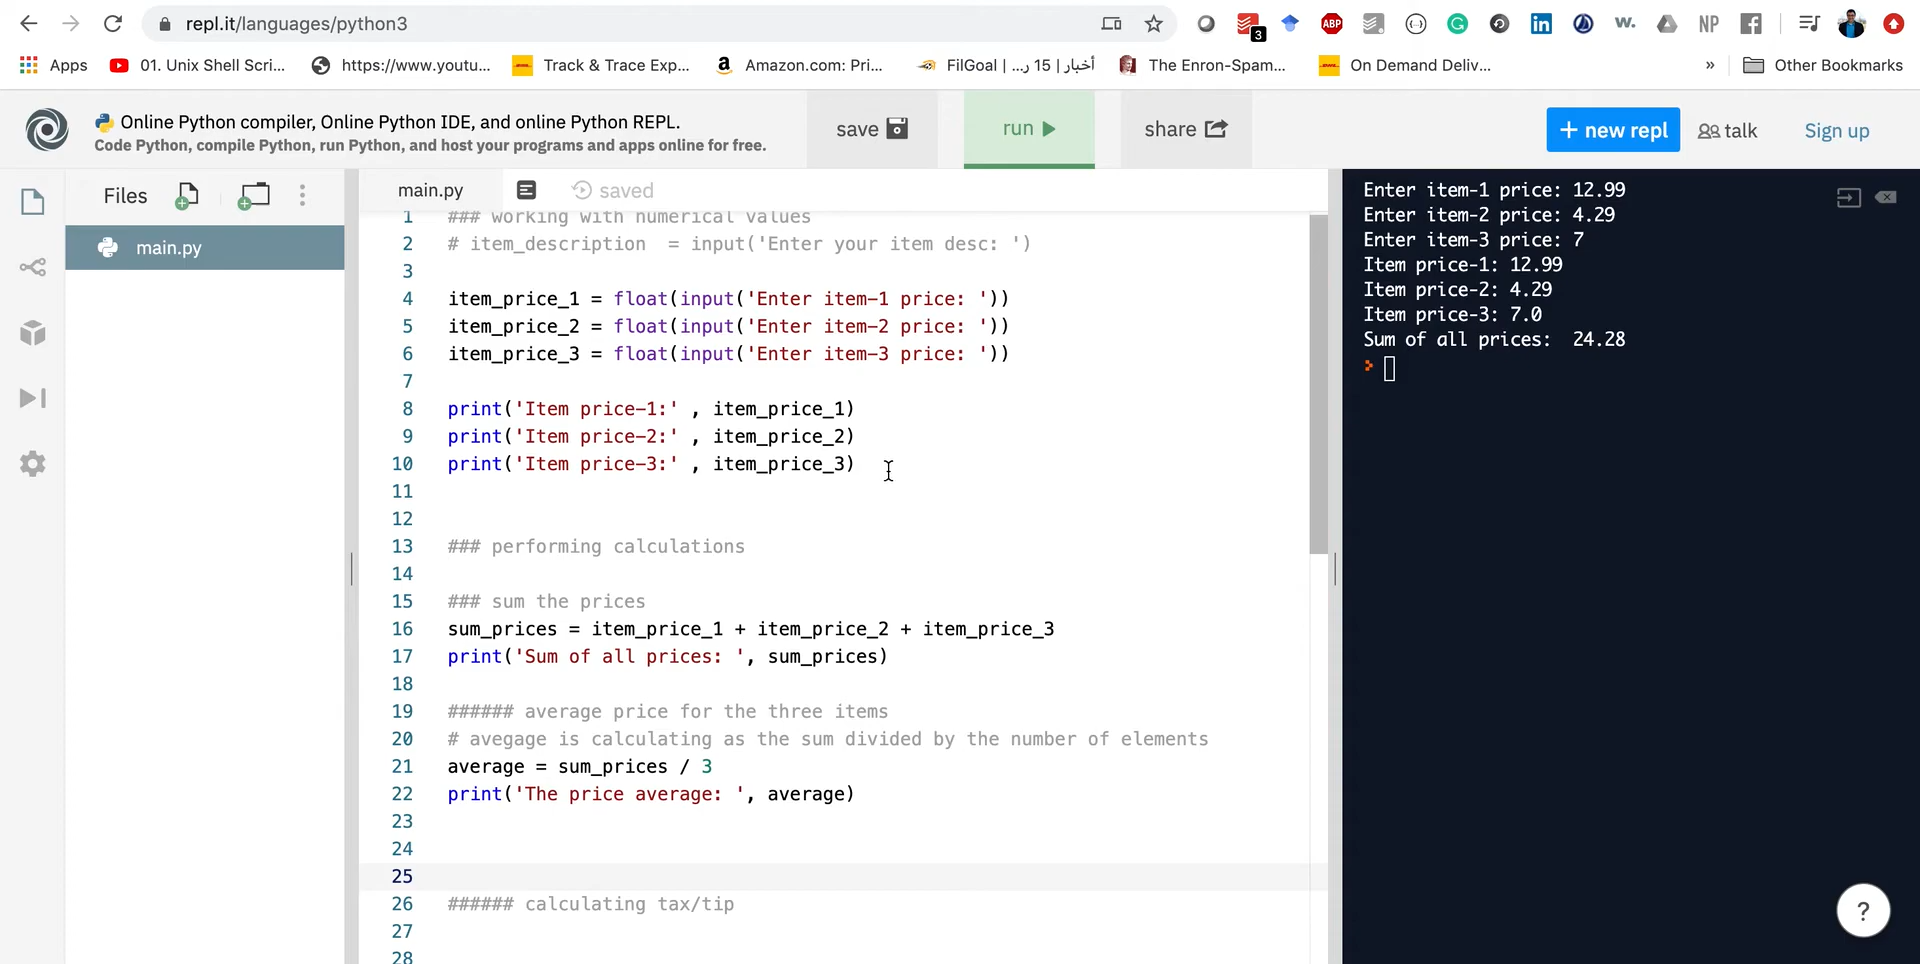 repl.it/languages/python3
3
ABP
w.
NP
Apps
01. Unix Shell Scri...
https://www.youtu...
Track & Trace Exp...
Amazon.com: Pri...
FilGoal | ...أخبار | 15 ر
The Enron-Spam...
On Demand Deliv...
»
Other Bookmarks
Online Python compiler, Online Python IDE, and online Python REPL.
Code Python, compile Python, run Python, and host your programs and apps online for free.
save
run
share
+ new repl
talk
Sign up
Files
main.py
main.py
saved
1 ### working with numerical values
2 # item_description  = input('Enter your item desc: ')
3
4 item_price_1 = float(input('Enter item-1 price: '))
5 item_price_2 = float(input('Enter item-2 price: '))
6 item_price_3 = float(input('Enter item-3 price: '))
7
8 print('Item price-1:' , item_price_1)
9 print('Item price-2:' , item_price_2)
10 print('Item price-3:' , item_price_3)
11
12
13 ### performing calculations
14
15 ### sum the prices
16 sum_prices = item_price_1 + item_price_2 + item_price_3
17 print('Sum of all prices: ', sum_prices)
18
19 ###### average price for the three items
20 # avegage is calculating as the sum divided by the number of elements
21 average = sum_prices / 3
22 print('The price average: ', average)
23
24
25
26 ###### calculating tax/tip
27
28
Enter item-1 price: 12.99
Enter item-2 price: 4.29
Enter item-3 price: 7
Item price-1: 12.99
Item price-2: 4.29
Item price-3: 7.0
Sum of all prices:  24.28
?